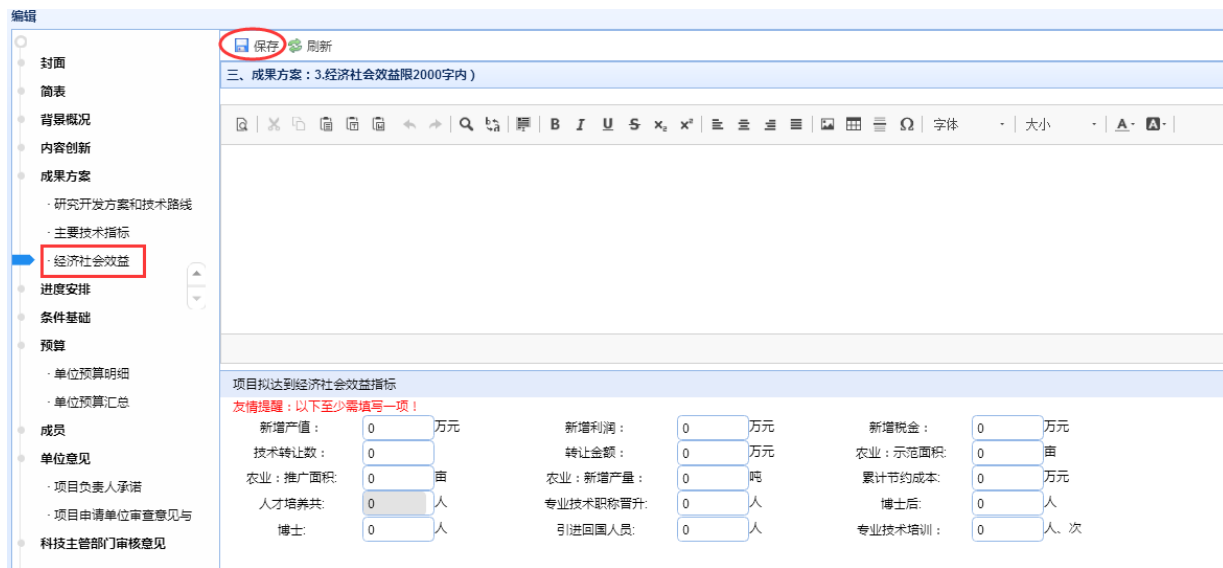 编辑
保存 刷新
三、成果方案：3.经济社会效益限2000字内）
封面
简表
背景概况
内容创新
成果方案
·研究开发方案和技术路线
·主要技术指标
·经济社会效益
进度安排
条件基础
预算
·单位预算明细
·单位预算汇总
成员
单位意见
·项目负责人承诺
·项目申请单位审查意见与
科技主管部门审核意见
B I U S x₂ x² Ω 字体 大小 A A
项目拟达到经济社会效益指标
友情提醒：以下至少需填写一项！
新增产值： 0 万元 新增利润： 0 万元 新增税金： 0 万元
技术转让数： 0 转让金额： 0 万元 农业：示范面积: 0 亩
农业：推广面积: 0 亩 农业：新增产量： 0 吨 累计节约成本: 0 万元
人才培养共: 0 人 专业技术职称晋升: 0 人 博士后: 0 人
博士: 0 人 引进回国人员: 0 人 专业技术培训： 0 人、次